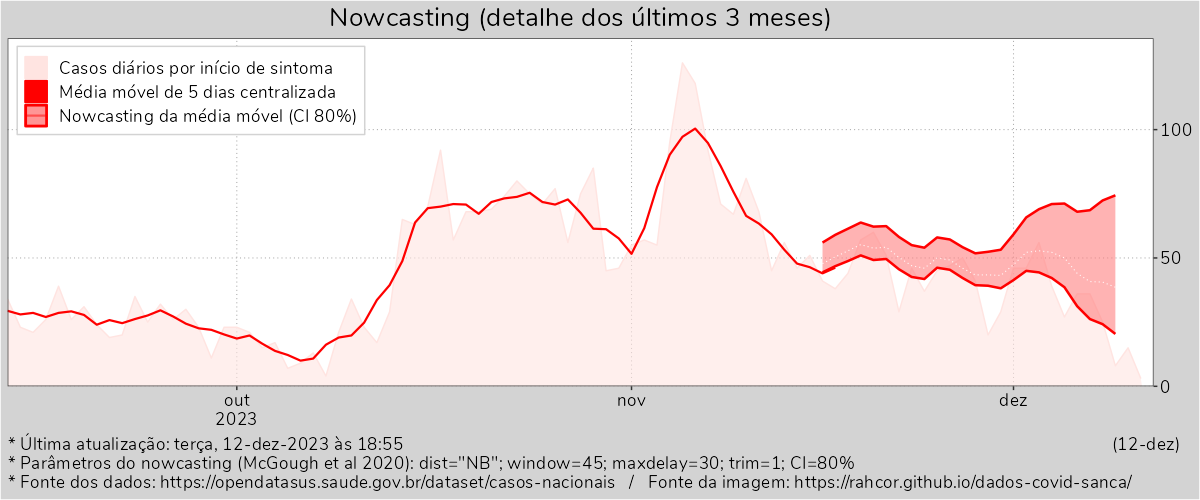 Nowcasting (detalhe dos últimos 3 meses)
Casos diários por início de sintoma
Média móvel de 5 dias centralizada
Nowcasting da média móvel (CI 80%)
100
50
0
out nov dez
2023
* Última atualização: terça, 12-dez-2023 às 18:55 (12-dez)
* Parâmetros do nowcasting (McGough et al 2020): dist="NB"; window=45; maxdelay=30; trim=1; CI=80%
* Fonte dos dados: https://opendatasus.saude.gov.br/dataset/casos-nacionais / Fonte da imagem: https://rahcor.github.io/dados-covid-sanca/